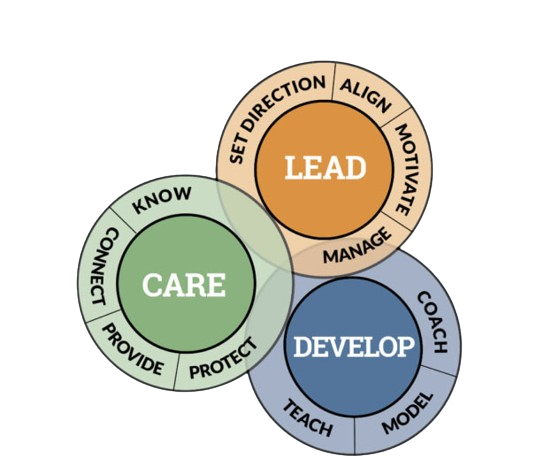 SET DIRECTION
ALIGN
MOTIVATE
MANAGE
LEAD
KNOW
CONNECT
PROVIDE
PROTECT
CARE
COACH
MODEL
TEACH
DEVELOP